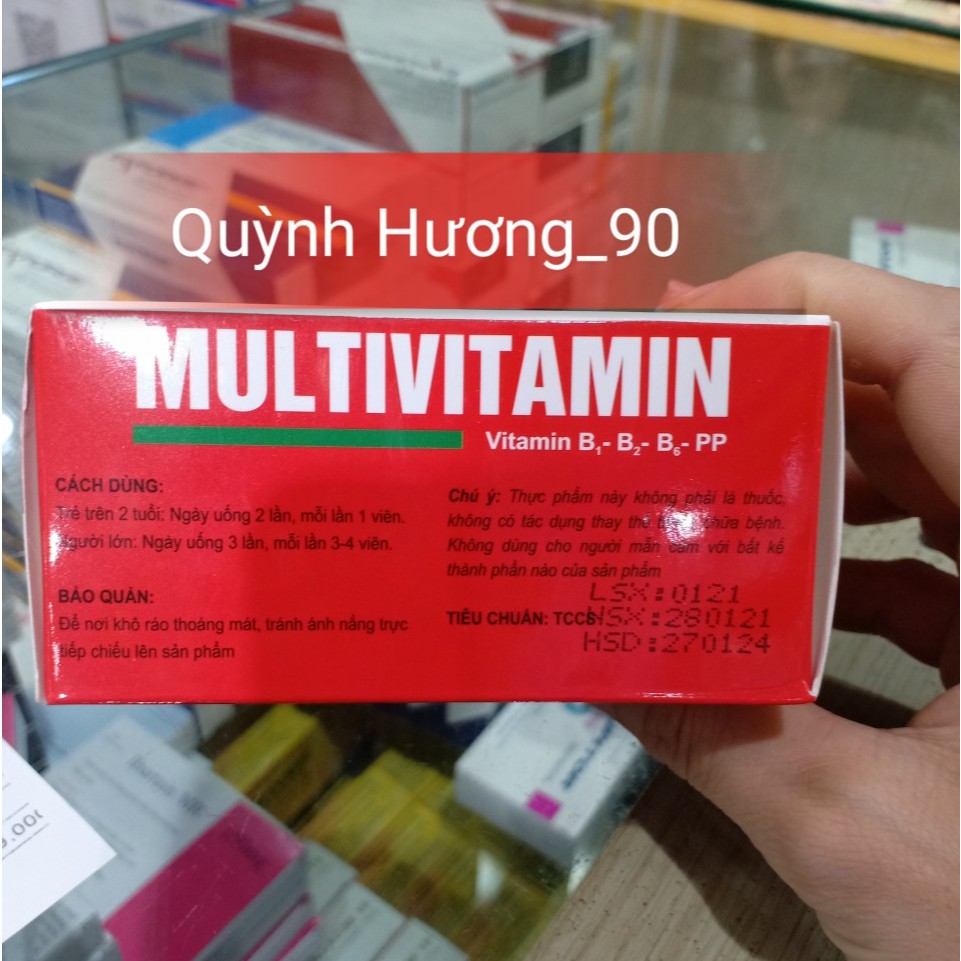 Quỳnh Hương_90
MULTIVITAMIN
Vitamin B₁- B₂- B₆- PP
CÁCH DÙNG:
Trẻ trên 2 tuổi: Ngày uống 2 lần, mỗi lần 1 viên.
Người lớn: Ngày uống 3 lần, mỗi lần 3-4 viên.
BẢO QUẢN:
Để nơi khô ráo thoáng mát, tránh ánh nắng trực
tiếp chiếu lên sản phẩm
Chú ý: Thực phẩm này không phải là thuốc,
không có tác dụng thay thế chữa bệnh.
Không dùng cho người mẫn cảm với bất kể
thành phần nào của sản phẩm
TIÊU CHUẨN: TCCS
LSX:0121
NSX:280121
HSD:270124